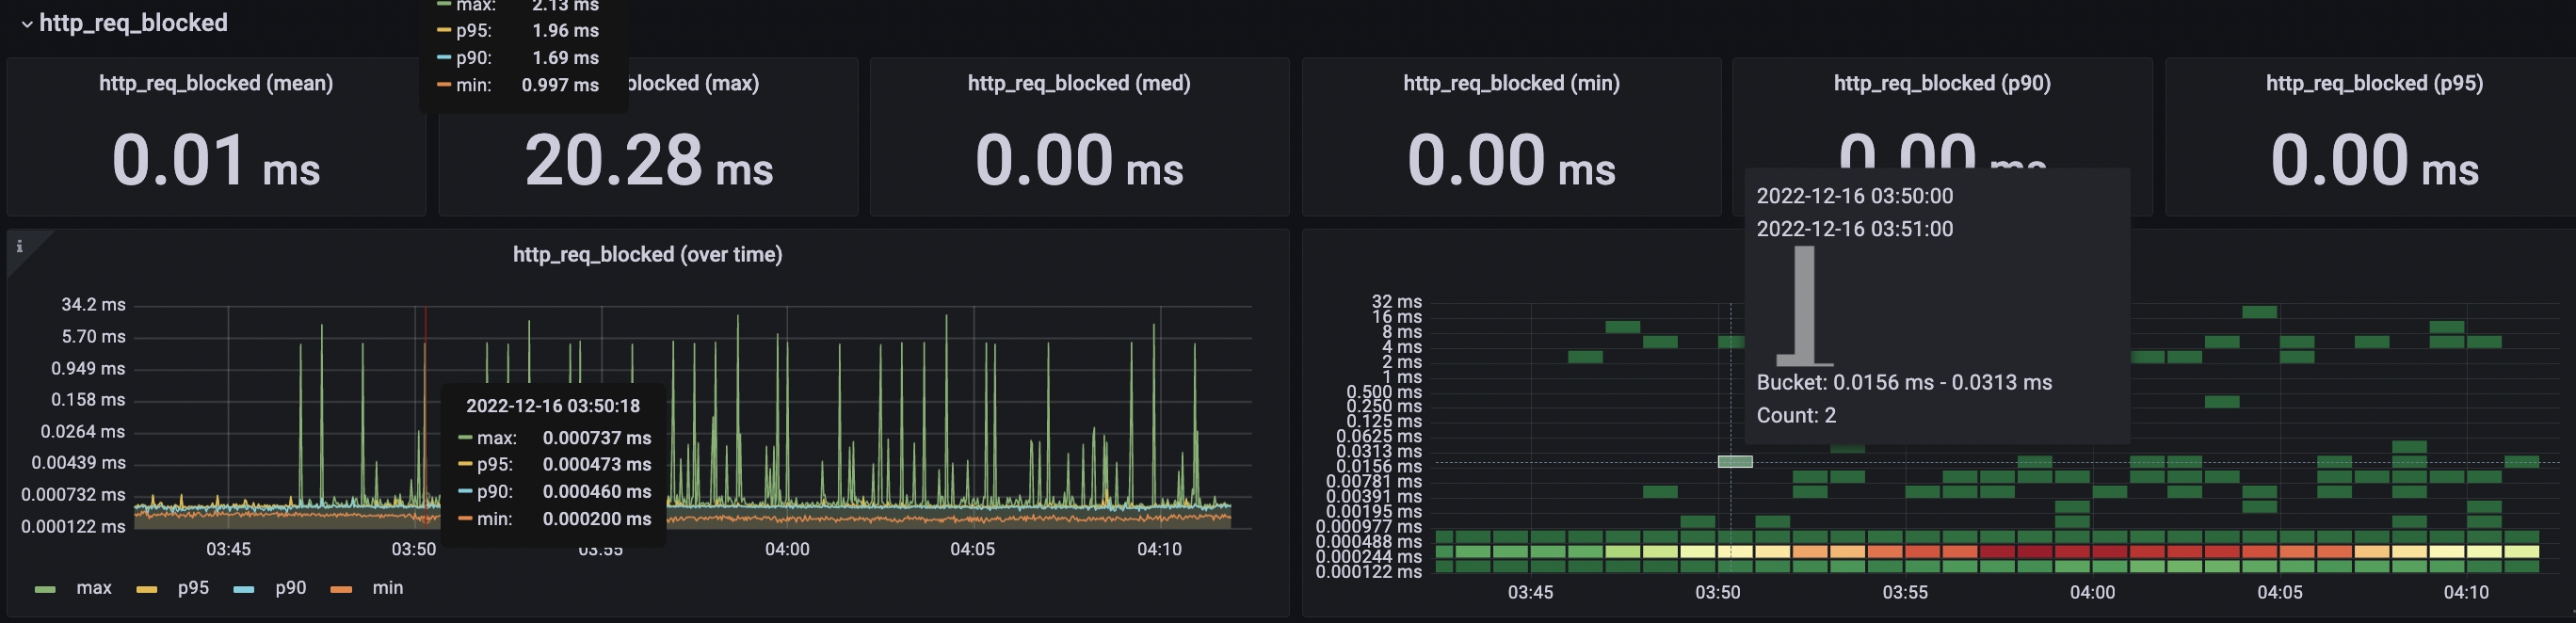 http_req_blocked
max: 2.13 ms
p95: 1.96 ms
p90: 1.69 ms
min: 0.997 ms
http_req_blocked (mean)
0.01 ms
blocked (max)
20.28 ms
http_req_blocked (med)
0.00 ms
http_req_blocked (min)
0.00 ms
http_req_blocked (p90)
0.00 ms
http_req_blocked (p95)
0.00 ms
i
http_req_blocked (over time)
34.2 ms
5.70 ms
0.949 ms
0.158 ms
0.0264 ms
0.00439 ms
0.000732 ms
0.000122 ms
03:45
03:50
03:55
04:00
04:05
04:10
2022-12-16 03:50:18
max: 0.000737 ms
p95: 0.000473 ms
p90: 0.000460 ms
min: 0.000200 ms
max
p95
p90
min
2022-12-16 03:50:00
2022-12-16 03:51:00
Bucket: 0.0156 ms - 0.0313 ms
Count: 2
32 ms
16 ms
8 ms
4 ms
2 ms
1 ms
0.500 ms
0.250 ms
0.125 ms
0.0625 ms
0.0313 ms
0.0156 ms
0.00781 ms
0.00391 ms
0.00195 ms
0.000977 ms
0.000488 ms
0.000244 ms
0.000122 ms
03:45
03:50
03:55
04:00
04:05
04:10